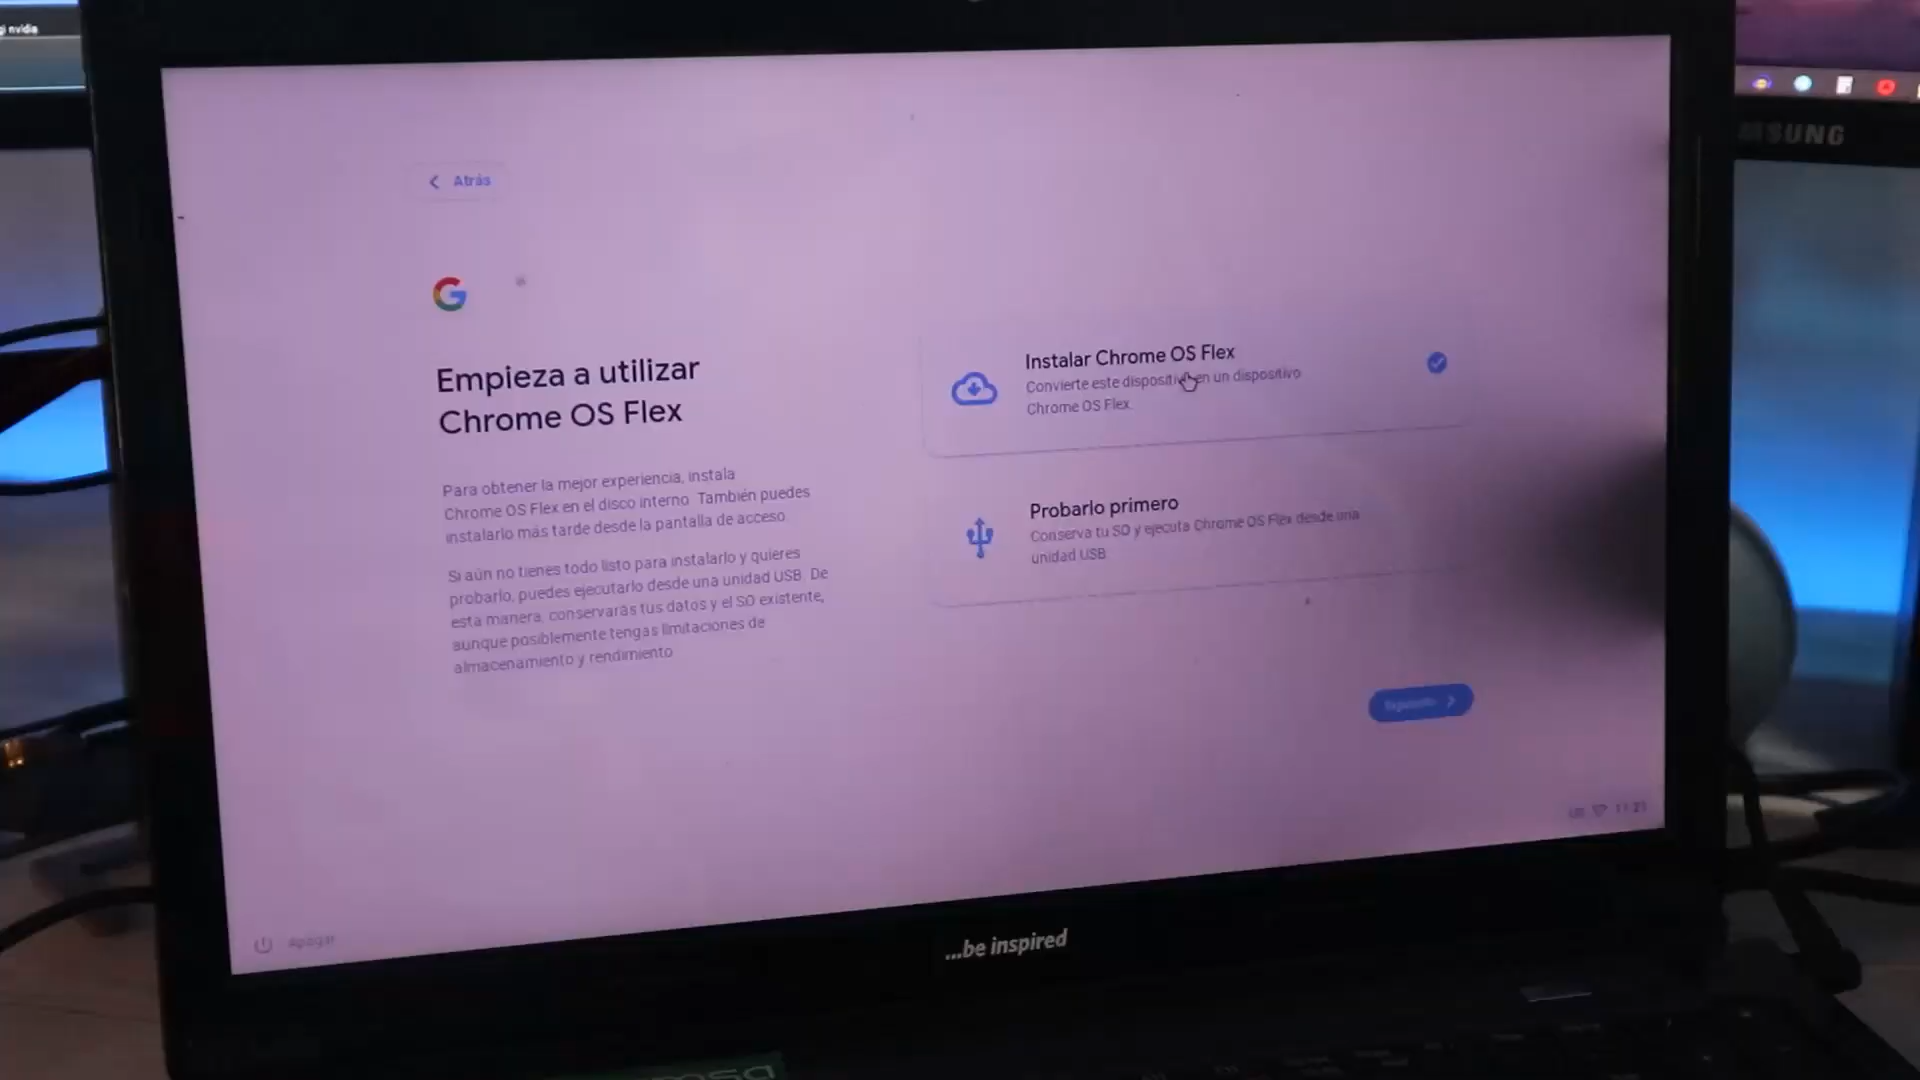 nvidia
Atrás
Empieza a utilizar
Chrome OS Flex
Para obtener la mejor experiencia, instala
Chrome OS Flex en el disco interno. También puedes
instalarlo más tarde desde la pantalla de acceso.
Si aún no tienes todo listo para instalarlo y quieres
probarlo, puedes ejecutarlo desde una unidad USB. De
esta manera, conservarás tus datos y el SO existente,
aunque posiblemente tengas limitaciones de
almacenamiento y rendimiento
Instalar Chrome OS Flex
Convierte este dispositivo en un dispositivo
Chrome OS Flex.
Probarlo primero
Conserva tu SO y ejecuta Chrome OS Flex desde una
unidad USB
Siguiente
Apagar
...be inspired
MSUNG